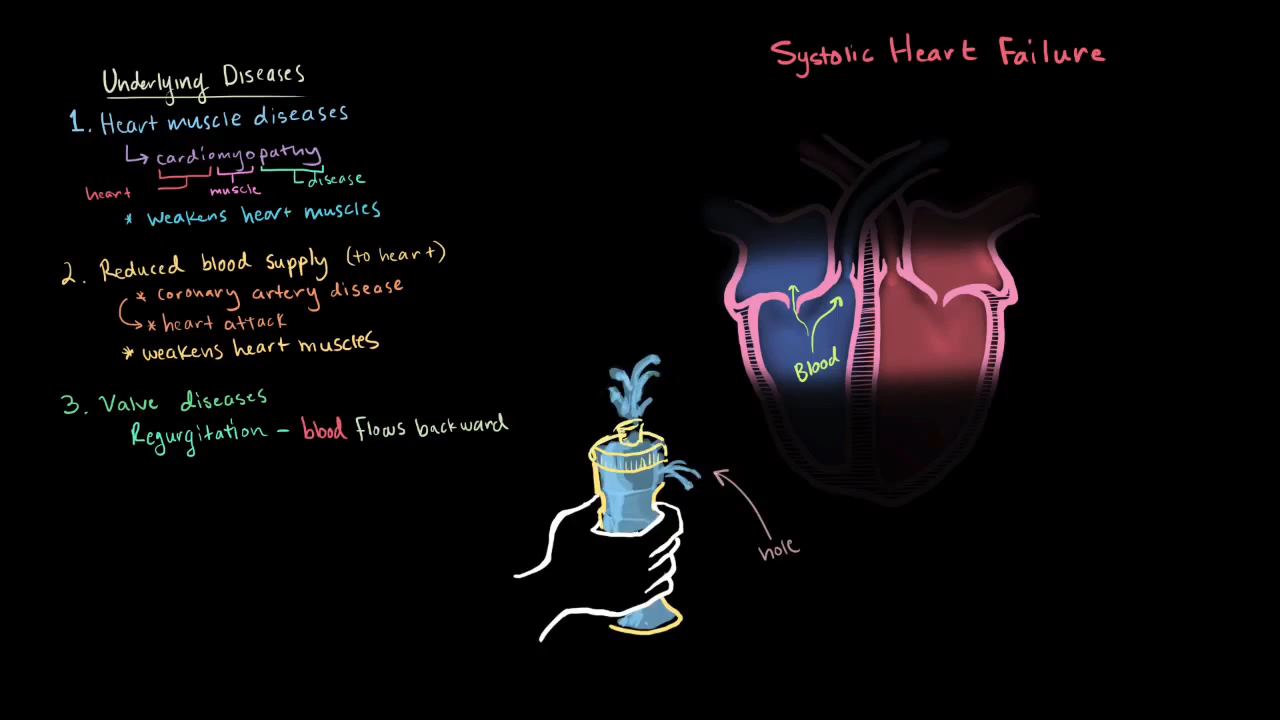 Systolic Heart Failure
Underlying Diseases
1. Heart muscle diseases
cardiomyopathy
heart
muscle
disease
* weakens heart muscles
2. Reduced blood supply (to heart)
* coronary artery disease
* heart attack
* weakens heart muscles
3. Valve diseases
Regurgitation - blood flows backward
Blood
hole